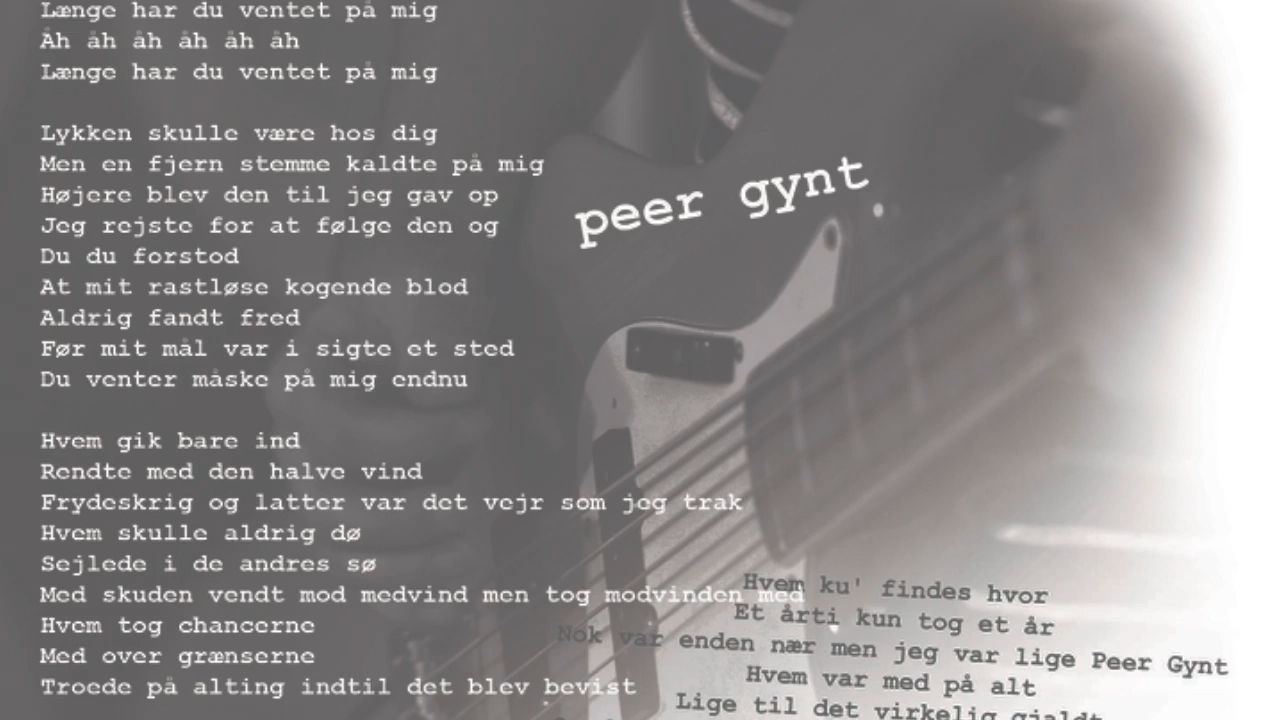 Længe har du ventet på mig
Åh åh åh åh åh åh
Længe har du ventet på mig
Lykken skulle være hos dig
Men en fjern stemme kaldte på mig
Højere blev den til jeg gav op
Jeg rejste for at følge den og
Du du forstod
At mit rastløse kogende blod
Aldrig fandt fred
Før mit mål var i sigte et sted
Du venter måske på mig endnu
Hvem gik bare ind
Rendte med den halve vind
Frydeskrig og latter var det vejr som jeg trak
Hvem skulle aldrig dø
Sejlede i de andres sø
Med skuden vendt mod medvind men tog modvinden med
Hvem tog chancerne
Med over grænserne
Troede på alting indtil det blev bevist
peer gynt
Hvem ku' findes hvor
Et årti kun tog et år
Nok var enden nær men jeg var lige Peer Gynt
Hvem var med på alt
Lige til det virkelig gjaldt